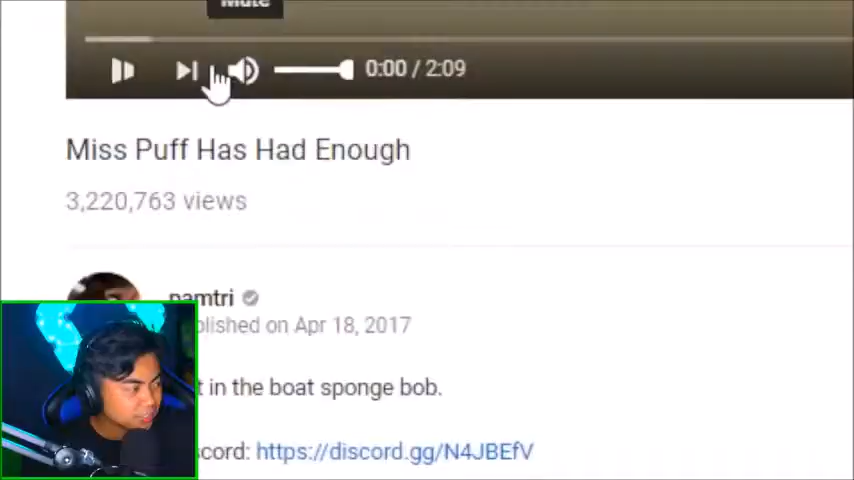 Mute
0:00 / 2:09
Miss Puff Has Had Enough
3,220,763 views
pamtri
blished on Apr 18, 2017
t in the boat sponge bob.
scord: https://discord.gg/N4JBEfV